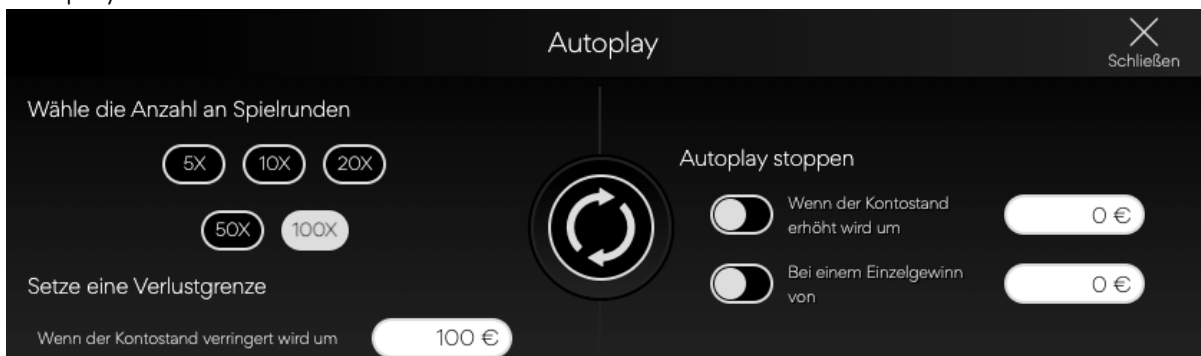 Autoplay
Schließen
Wähle die Anzahl an Spielrunden
5X 10X 20X
50X 100X
Setze eine Verlustgrenze
Wenn der Kontostand verringert wird um 100 €
Autoplay stoppen
Wenn der Kontostand
erhöht wird um
0 €
Bei einem Einzelgewinn
von
0 €